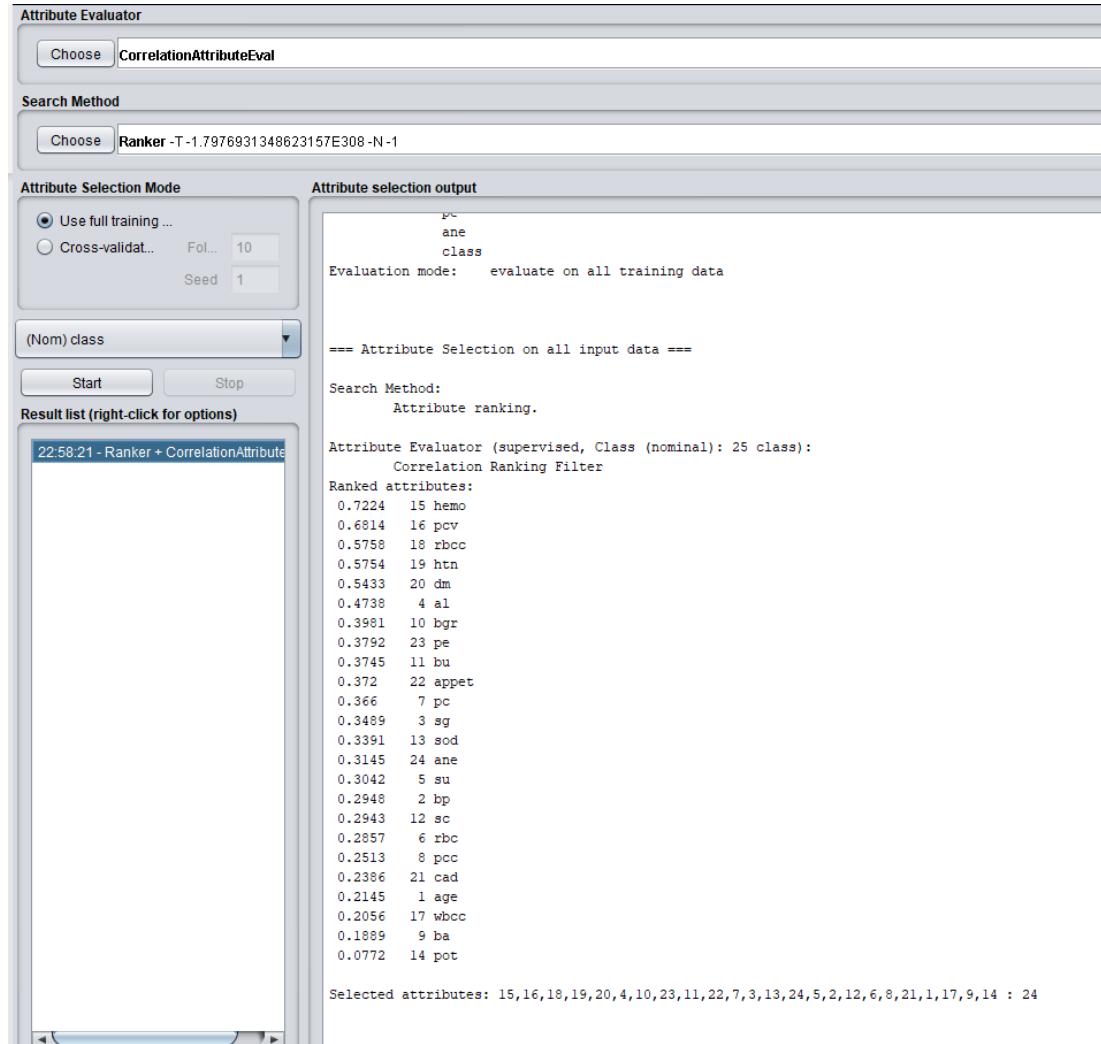 Attribute Evaluator
Choose CorrelationAttributeEval
Search Method
Choose Ranker -T -1.7976931348623157E308 -N -1
Attribute Selection Mode
Use full training ...
Cross-validat... Fol... 10
Seed 1
(Nom) class
Start Stop
Result list (right-click for options)
22:58:21 - Ranker + CorrelationAttribute
Attribute selection output
pc
ane
class
Evaluation mode: evaluate on all training data
=== Attribute Selection on all input data ===
Search Method:
Attribute ranking.
Attribute Evaluator (supervised, Class (nominal): 25 class):
Correlation Ranking Filter
Ranked attributes:
0.7224 15 hemo
0.6814 16 pcv
0.5758 18 rbcc
0.5754 19 htn
0.5433 20 dm
0.4738 4 al
0.3981 10 bgr
0.3792 23 pe
0.3745 11 bu
0.372 22 appet
0.366 7 pc
0.3489 3 sg
0.3391 13 sod
0.3145 24 ane
0.3042 5 su
0.2948 2 bp
0.2943 12 sc
0.2857 6 rbc
0.2513 8 pcc
0.2386 21 cad
0.2145 1 age
0.2056 17 wbcc
0.1889 9 ba
0.0772 14 pot
Selected attributes: 15,16,18,19,20,4,10,23,11,22,7,3,13,24,5,2,12,6,8,21,1,17,9,14 : 24